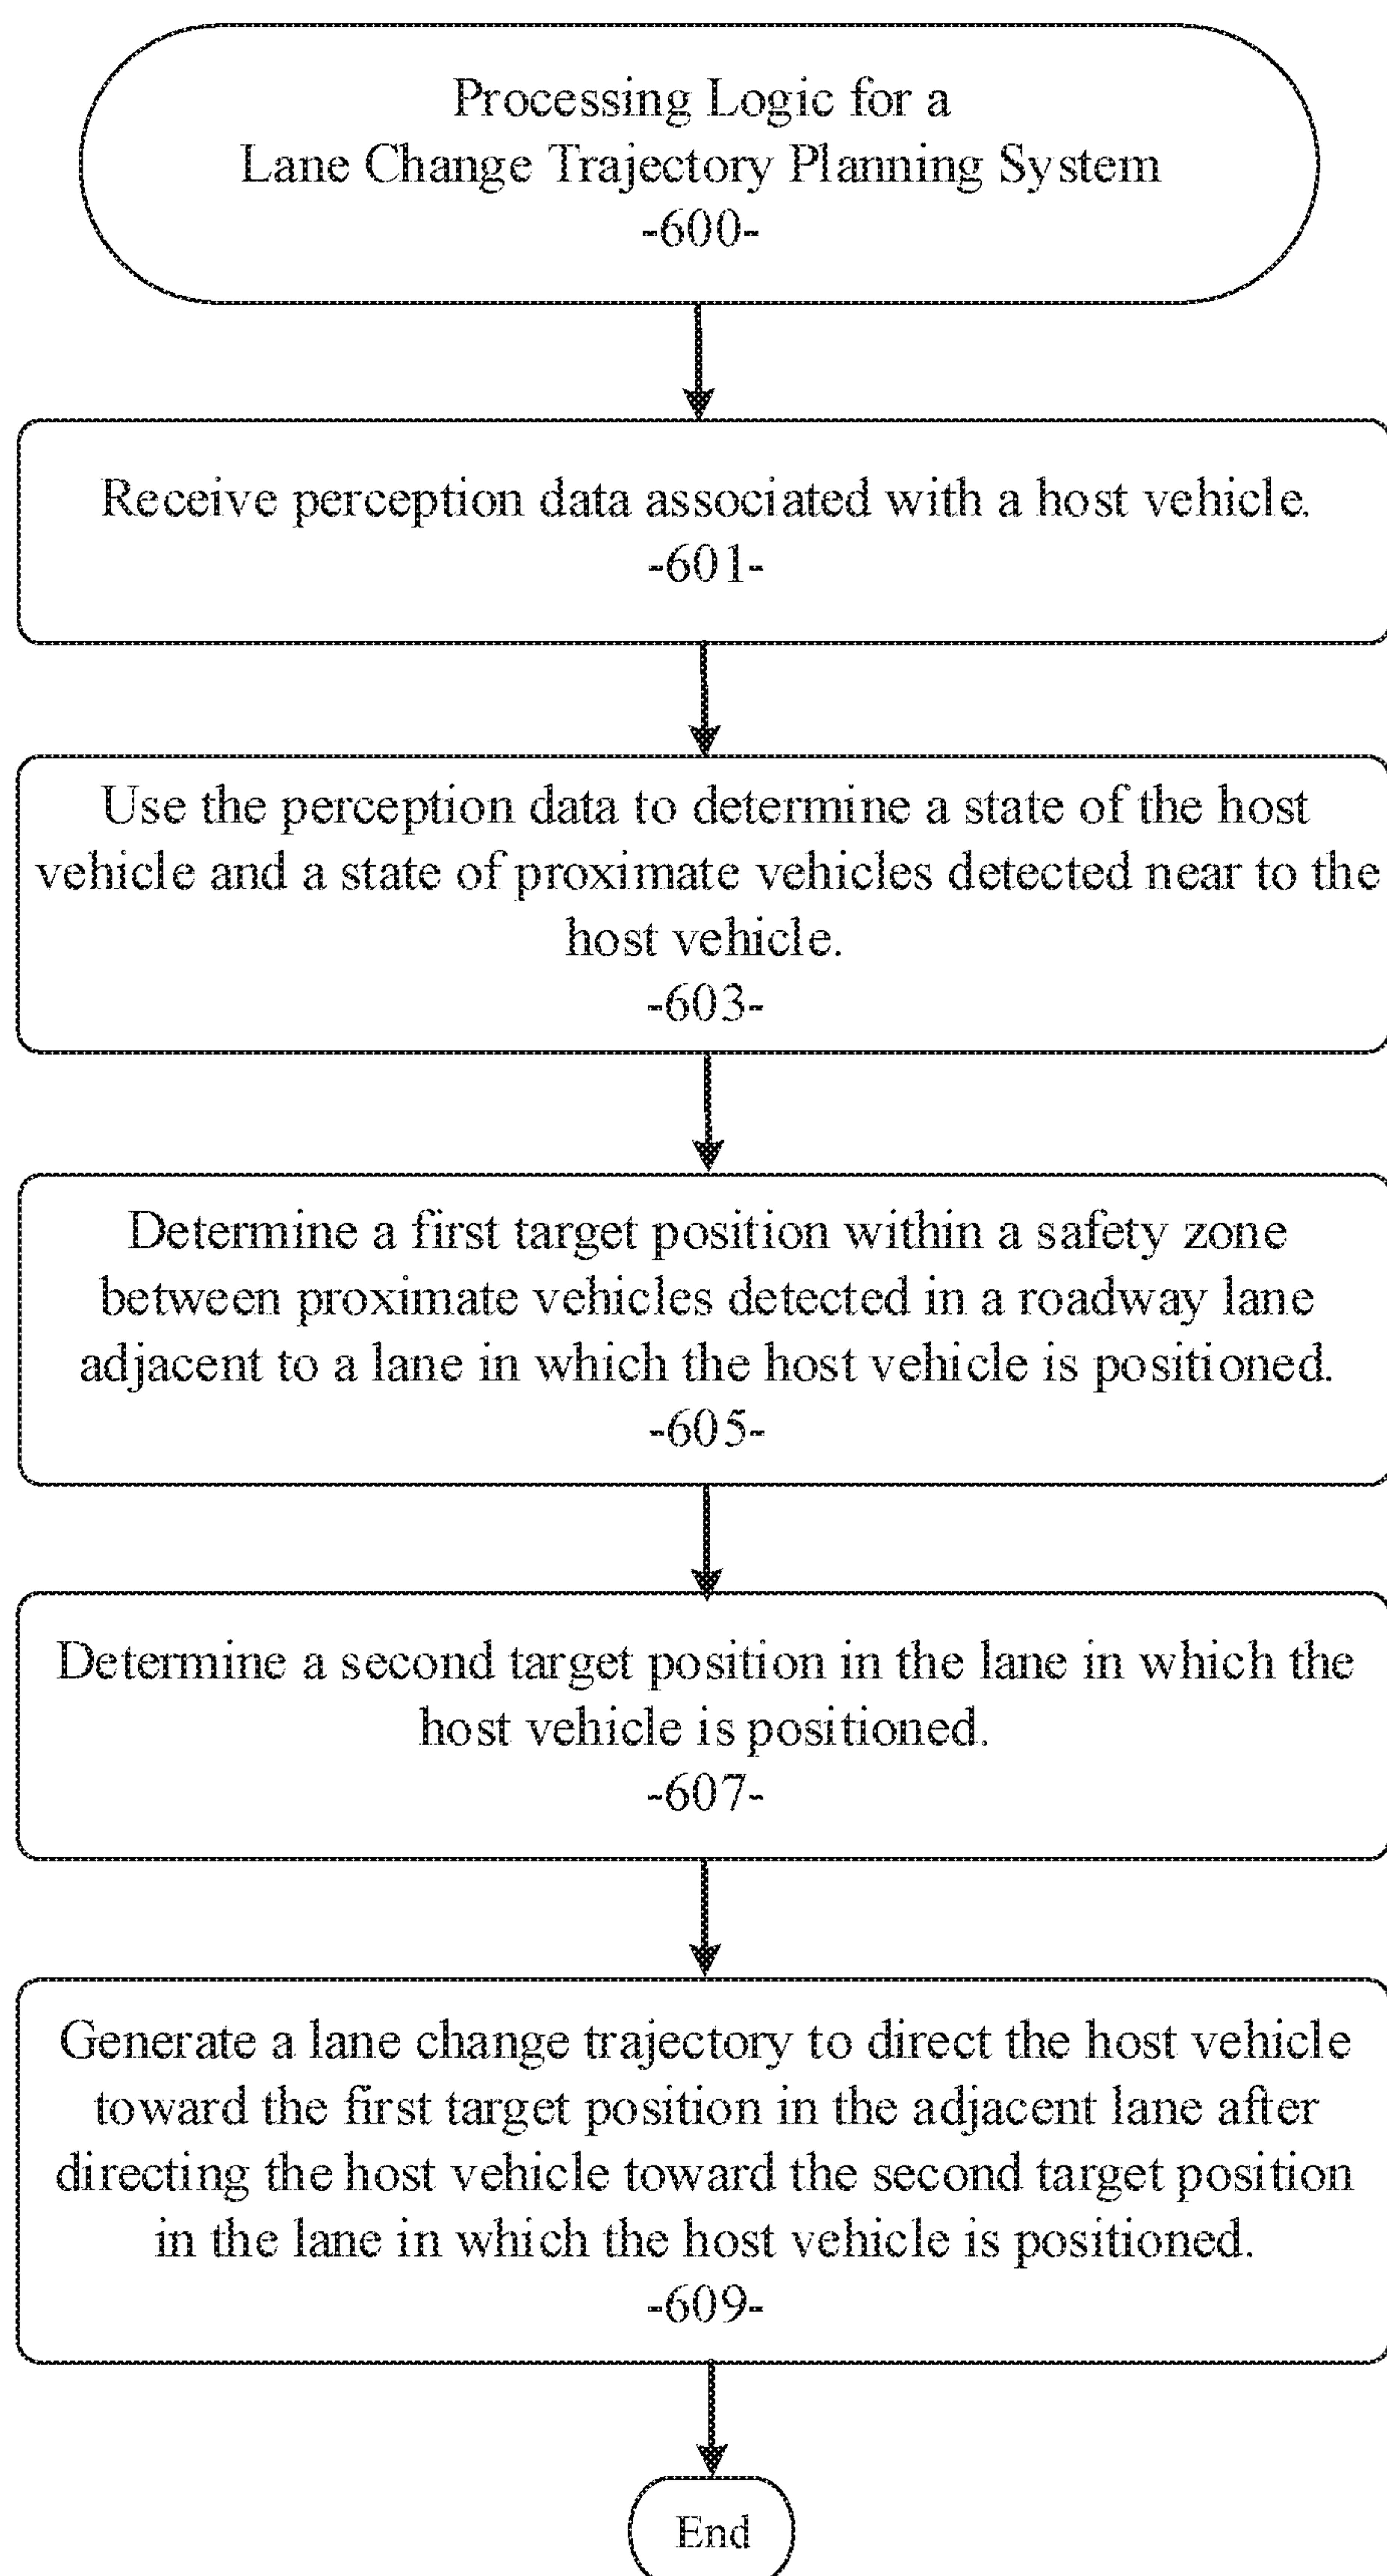 Processing Logic for a
Lane Change Trajectory Planning System
-600-
Receive perception data associated with a host vehicle.
-601-
Use the perception data to determine a state of the host
vehicle and a state of proximate vehicles detected near to the
host vehicle.
-603-
Determine a first target position within a safety zone
between proximate vehicles detected in a roadway lane
adjacent to a lane in which the host vehicle is positioned.
-605-
Determine a second target position in the lane in which the
host vehicle is positioned.
-607-
Generate a lane change trajectory to direct the host vehicle
toward the first target position in the adjacent lane after
directing the host vehicle toward the second target position
in the lane in which the host vehicle is positioned.
-609-
End